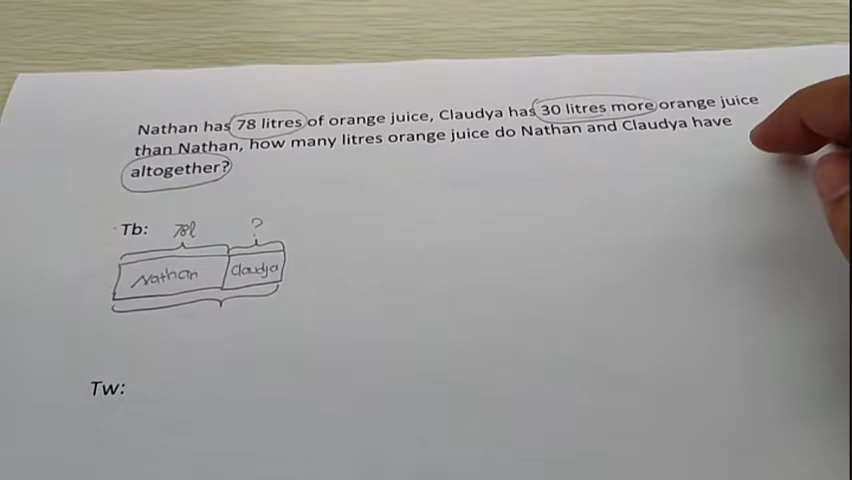 Nathan has 78 litres of orange juice, Claudya has 30 litres more orange juice
than Nathan, how many litres orange juice do Nathan and Claudya have
altogether?
Tb: 78l ?
Nathan Claudya
Tw: